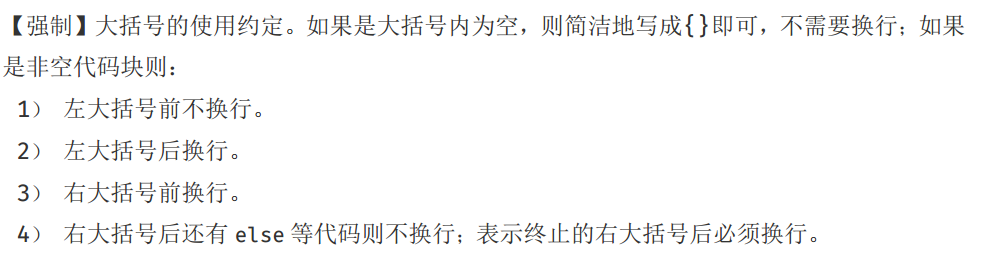 【强制】大括号的使用约定。如果是大括号内为空，则简洁地写成{}即可，不需要换行；如果
是非空代码块则：
1） 左大括号前不换行。
2） 左大括号后换行。
3） 右大括号前换行。
4） 右大括号后还有 else 等代码则不换行；表示终止的右大括号后必须换行。